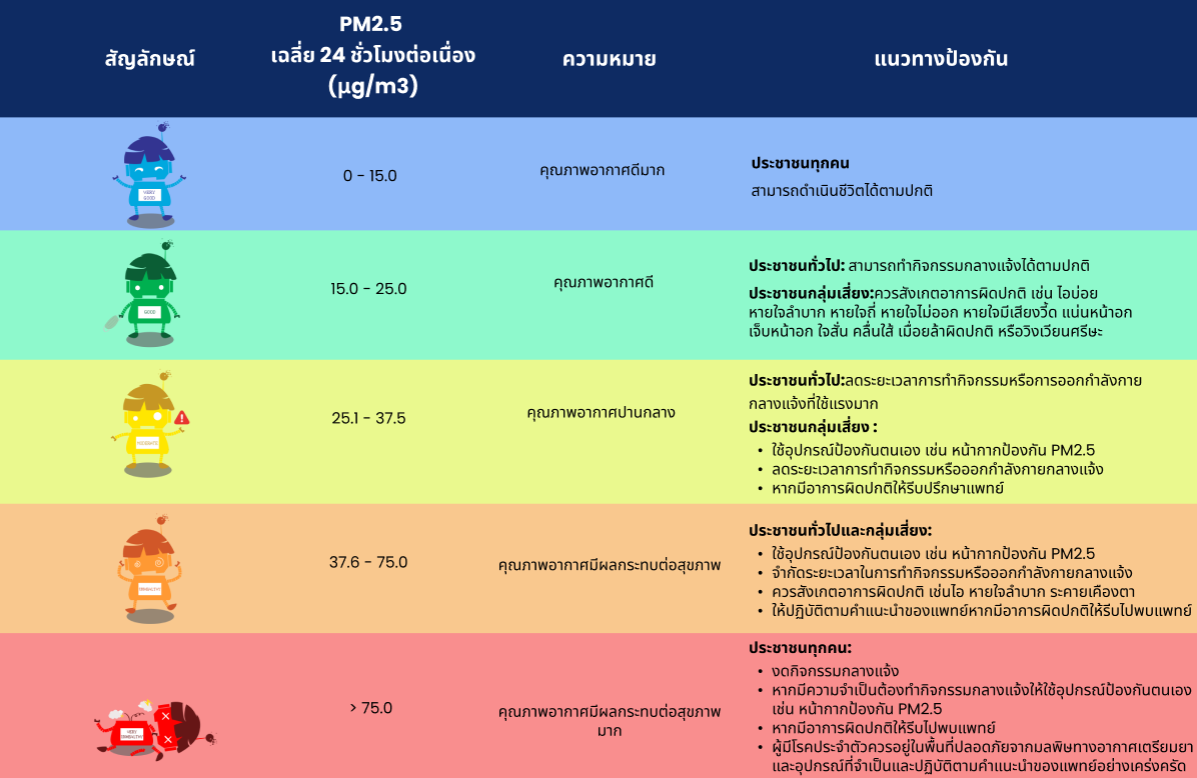 สัญลักษณ์
PM2.5
เฉลี่ย 24 ชั่วโมงต่อเนื่อง
(µg/m3)
ความหมาย
แนวทางป้องกัน
VERY
GOOD
0 - 15.0
คุณภาพอากาศดีมาก
ประชาชนทุกคน
สามารถดำเนินชีวิตได้ตามปกติ
GOOD
15.0 - 25.0
คุณภาพอากาศดี
ประชาชนทั่วไป: สามารถทำกิจกรรมกลางแจ้งได้ตามปกติ
ประชาชนกลุ่มเสี่ยง:ควรสังเกตอาการผิดปกติ เช่น ไอบ่อย
หายใจลำบาก หายใจถี่ หายใจไม่ออก หายใจมีเสียงวี้ด แน่นหน้าอก
เจ็บหน้าอก ใจสั่น คลื่นใส้ เมื่อยล้าผิดปกติ หรือวิงเวียนศรีษะ
MODERATE
25.1 - 37.5
คุณภาพอากาศปานกลาง
ประชาชนทั่วไป:ลดระยะเวลาการทำกิจกรรมหรือการออกกำลังกาย
กลางแจ้งที่ใช้แรงมาก
ประชาชนกลุ่มเสี่ยง :
• ใช้อุปกรณ์ป้องกันตนเอง เช่น หน้ากากป้องกัน PM2.5
• ลดระยะเวลาการทำกิจกรรมหรือออกกำลังกายกลางแจ้ง
• หากมีอาการผิดปกติให้รีบปรึกษาแพทย์
UNHEALTHY
37.6 - 75.0
คุณภาพอากาศมีผลกระทบต่อสุขภาพ
ประชาชนทั่วไปและกลุ่มเสี่ยง:
• ใช้อุปกรณ์ป้องกันตนเอง เช่น หน้ากากป้องกัน PM2.5
• จำกัดระยะเวลาในการทำกิจกรรมหรือออกกำลังกายกลางแจ้ง
• ควรสังเกตอาการผิดปกติ เช่นไอ หายใจลำบาก ระคายเคืองตา
• ให้ปฏิบัติตามคำแนะนำของแพทย์หากมีอาการผิดปกติให้รีบไปพบแพทย์
VERY
UNHEALTHY
> 75.0
คุณภาพอากาศมีผลกระทบต่อสุขภาพ
มาก
ประชาชนทุกคน:
• งดกิจกรรมกลางแจ้ง
• หากมีความจำเป็นต้องทำกิจกรรมกลางแจ้งให้ใช้อุปกรณ์ป้องกันตนเอง
เช่น หน้ากากป้องกัน PM2.5
• หากมีอาการผิดปกติให้รีบไปพบแพทย์
• ผู้มีโรคประจำตัวควรอยู่ในพื้นที่ปลอดภัยจากมลพิษทางอากาศเตรียมยา
และอุปกรณ์ที่จำเป็นและปฏิบัติตามคำแนะนำของแพทย์อย่างเคร่งครัด